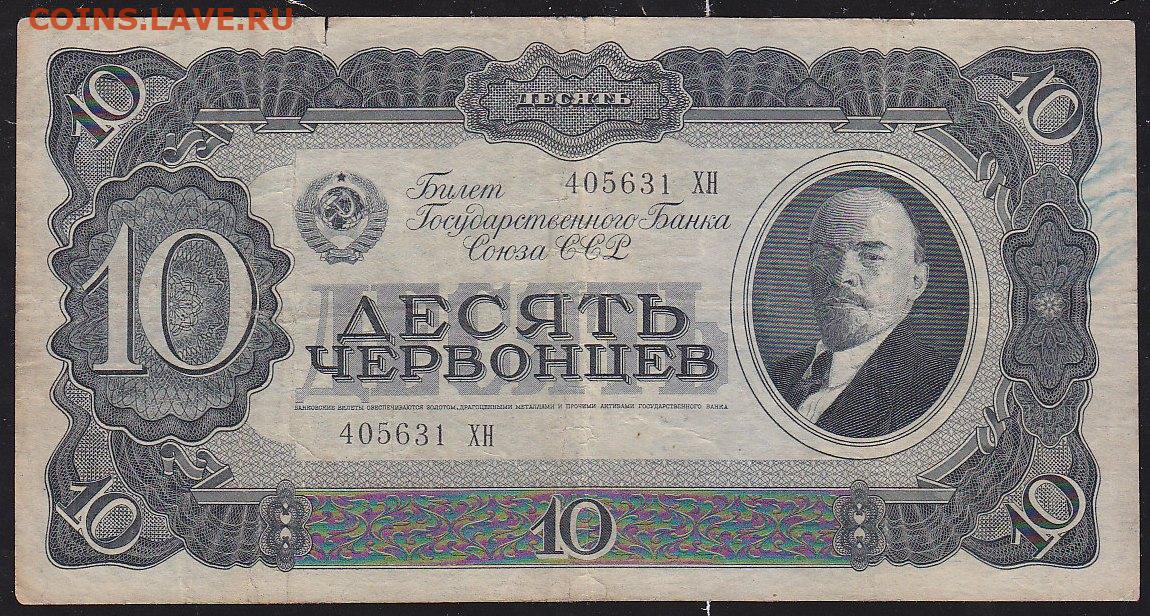 COINS.LAVE.RU
10
ДЕСЯТЬ
10
Билет 405631 ХН
Государственного Банка
Союза ССР
10
ДЕСЯТЬ
ДЕСЯТЬ
ЧЕРВОНЦЕВ
БАНКОВСКИЕ БИЛЕТЫ ОБЕСПЕЧИВАЮТСЯ ЗОЛОТОМ, ДРАГОЦЕННЫМИ МЕТАЛЛАМИ И ПРОЧИМИ АКТИВАМИ ГОСУДАРСТВЕННОГО БАНКА
405631 ХН
10
10
10